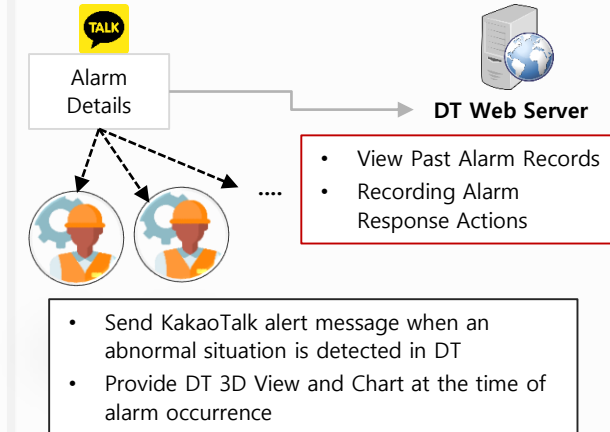 TALK
Alarm
Details
DT Web Server
• View Past Alarm Records
• Recording Alarm
Response Actions
....
• Send KakaoTalk alert message when an
abnormal situation is detected in DT
• Provide DT 3D View and Chart at the time of
alarm occurrence